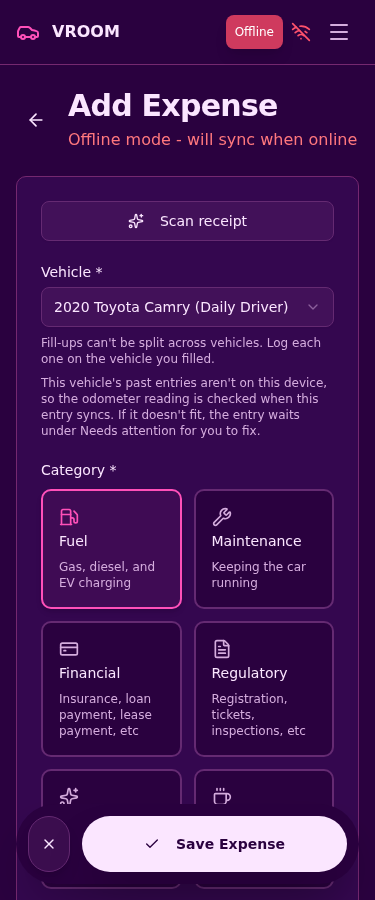 VROOM
Offline
Add Expense
Offline mode - will sync when online
Scan receipt
Vehicle *
2020 Toyota Camry (Daily Driver)
Fill-ups can't be split across vehicles. Log each
one on the vehicle you filled.
This vehicle's past entries aren't on this device,
so the odometer reading is checked when this
entry syncs. If it doesn't fit, the entry waits
under Needs attention for you to fix.
Category *
Fuel
Gas, diesel, and
EV charging
Maintenance
Keeping the car
running
Financial
Insurance, loan
payment, lease
payment, etc
Regulatory
Registration,
tickets,
inspections, etc
Save Expense